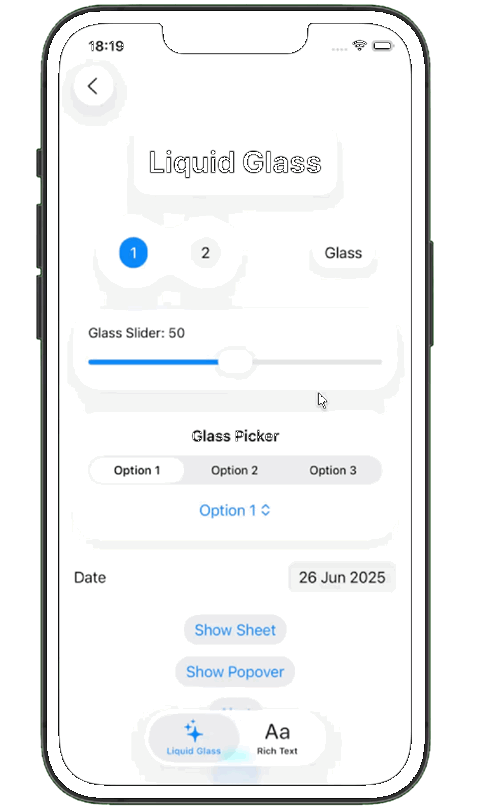 18:19
Liquid Glass
1 2 Glass
Glass Slider: 50
Glass Picker
Option 1 Option 2 Option 3
Option 1
Date 26 Jun 2025
Show Sheet
Show Popover
Aa
Liquid Glass Rich Text